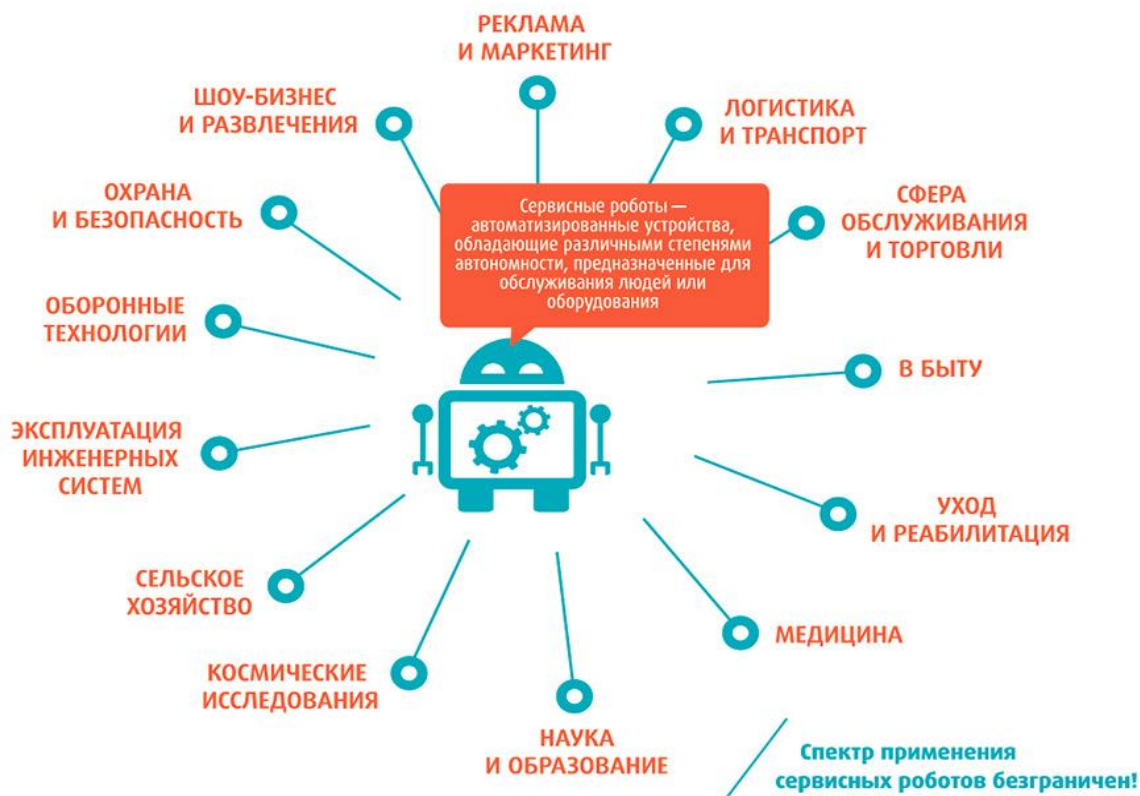 РЕКЛАМА
И МАРКЕТИНГ
ШОУ-БИЗНЕС
И РАЗВЛЕЧЕНИЯ
ЛОГИСТИКА
И ТРАНСПОРТ
ОХРАНА
И БЕЗОПАСНОСТЬ
Сервисные роботы —
автоматизированные устройства,
обладающие различными степенями
автономности, предназначенные для
обслуживания людей или
оборудования
СФЕРА
ОБСЛУЖИВАНИЯ
И ТОРГОВЛИ
ОБОРОННЫЕ
ТЕХНОЛОГИИ
В БЫТУ
ЭКСПЛУАТАЦИЯ
ИНЖЕНЕРНЫХ
СИСТЕМ
УХОД
И РЕАБИЛИТАЦИЯ
СЕЛЬСКОЕ
ХОЗЯЙСТВО
МЕДИЦИНА
КОСМИЧЕСКИЕ
ИССЛЕДОВАНИЯ
НАУКА
И ОБРАЗОВАНИЕ
Спектр применения
сервисных роботов безграничен!